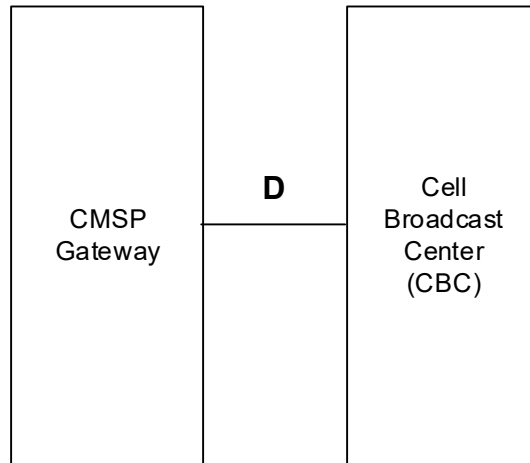 CMSP
Gateway
D
Cell
Broadcast
Center
(CBC)